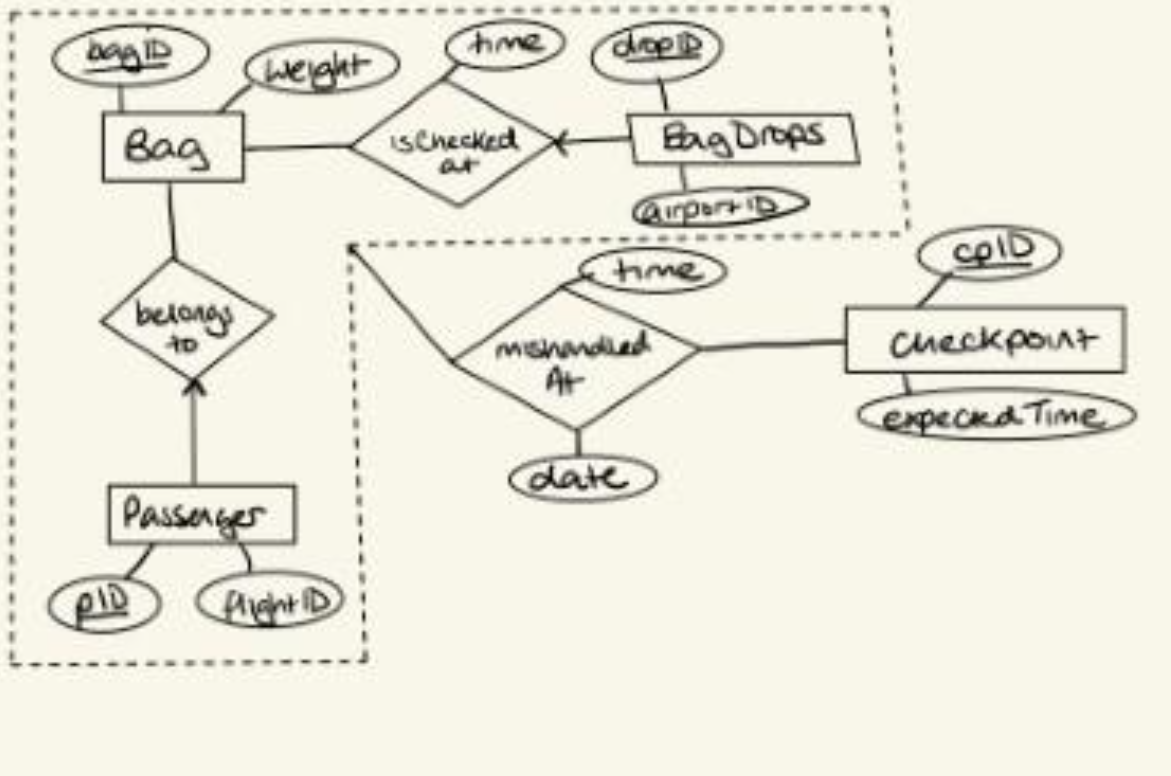 bagID
weight
time
dropID
Bag
isChecked
at
BagDrops
airportID
belongs
to
time
cpID
mishandled
At
checkpoint
expectedTime
date
Passenger
pID
flightID